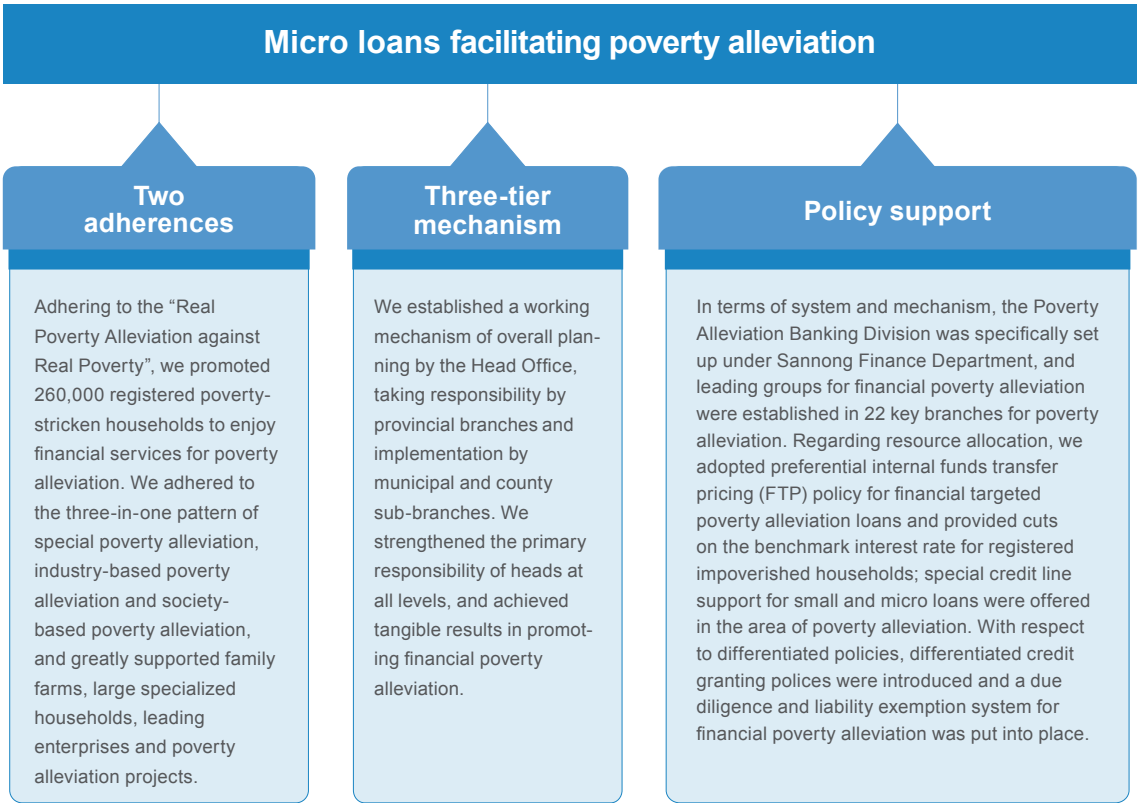 Micro loans facilitating poverty alleviation
Two
adherences
Adhering to the “Real
Poverty Alleviation against
Real Poverty”, we promoted
260,000 registered poverty-
stricken households to enjoy
financial services for poverty
alleviation. We adhered to
the three-in-one pattern of
special poverty alleviation,
industry-based poverty
alleviation and society-
based poverty alleviation,
and greatly supported family
farms, large specialized
households, leading
enterprises and poverty
alleviation projects.
Three-tier
mechanism
We established a working
mechanism of overall plan-
ning by the Head Office,
taking responsibility by
provincial branches and
implementation by
municipal and county
sub-branches. We
strengthened the primary
responsibility of heads at
all levels, and achieved
tangible results in promot-
ing financial poverty
alleviation.
Policy support
In terms of system and mechanism, the Poverty
Alleviation Banking Division was specifically set
up under Sannong Finance Department, and
leading groups for financial poverty alleviation
were established in 22 key branches for poverty
alleviation. Regarding resource allocation, we
adopted preferential internal funds transfer
pricing (FTP) policy for financial targeted
poverty alleviation loans and provided cuts
on the benchmark interest rate for registered
impoverished households; special credit line
support for small and micro loans were offered
in the area of poverty alleviation. With respect
to differentiated policies, differentiated credit
granting polices were introduced and a due
diligence and liability exemption system for
financial poverty alleviation was put into place.